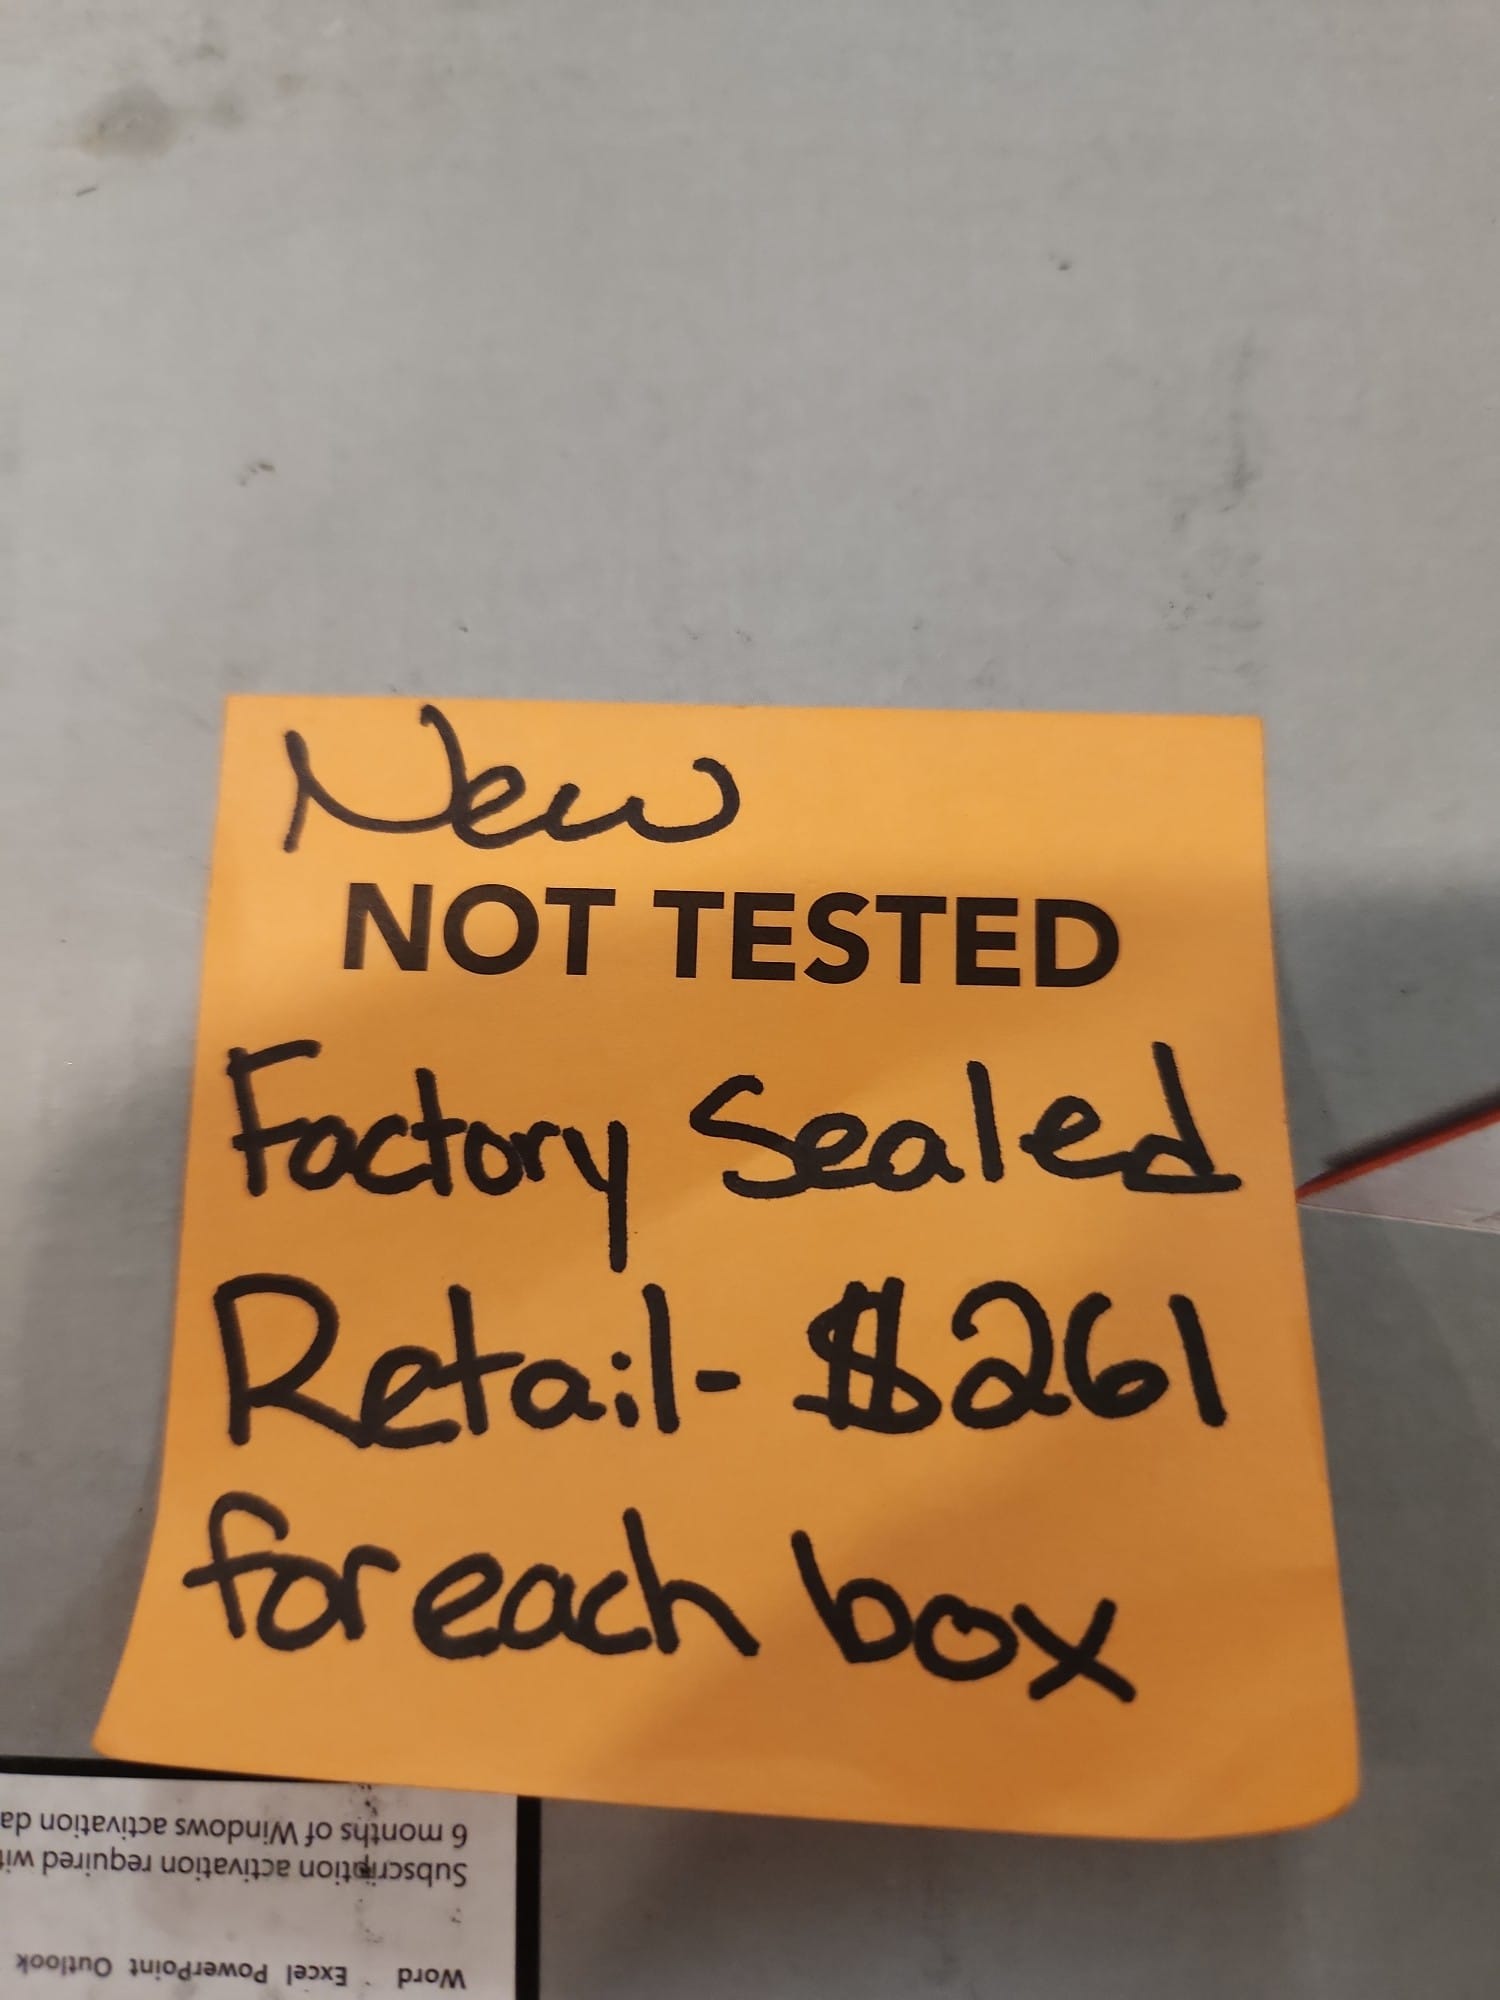 New
NOT TESTED
Factory Sealed
Retail- $261
for each box
Word Excel PowerPoint Outlook
Subscription activation required
6 months of Windows activation